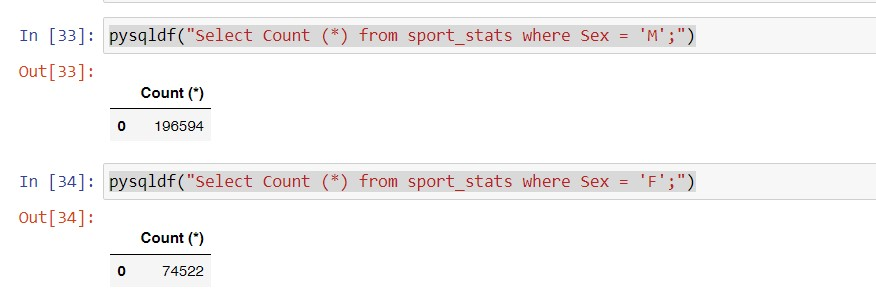 In [33]: pysqldf("Select Count (*) from sport_stats where Sex = 'M';")
Out[33]:
Count (*)
0 196594
In [34]: pysqldf("Select Count (*) from sport_stats where Sex = 'F';")
Out[34]:
Count (*)
0 74522